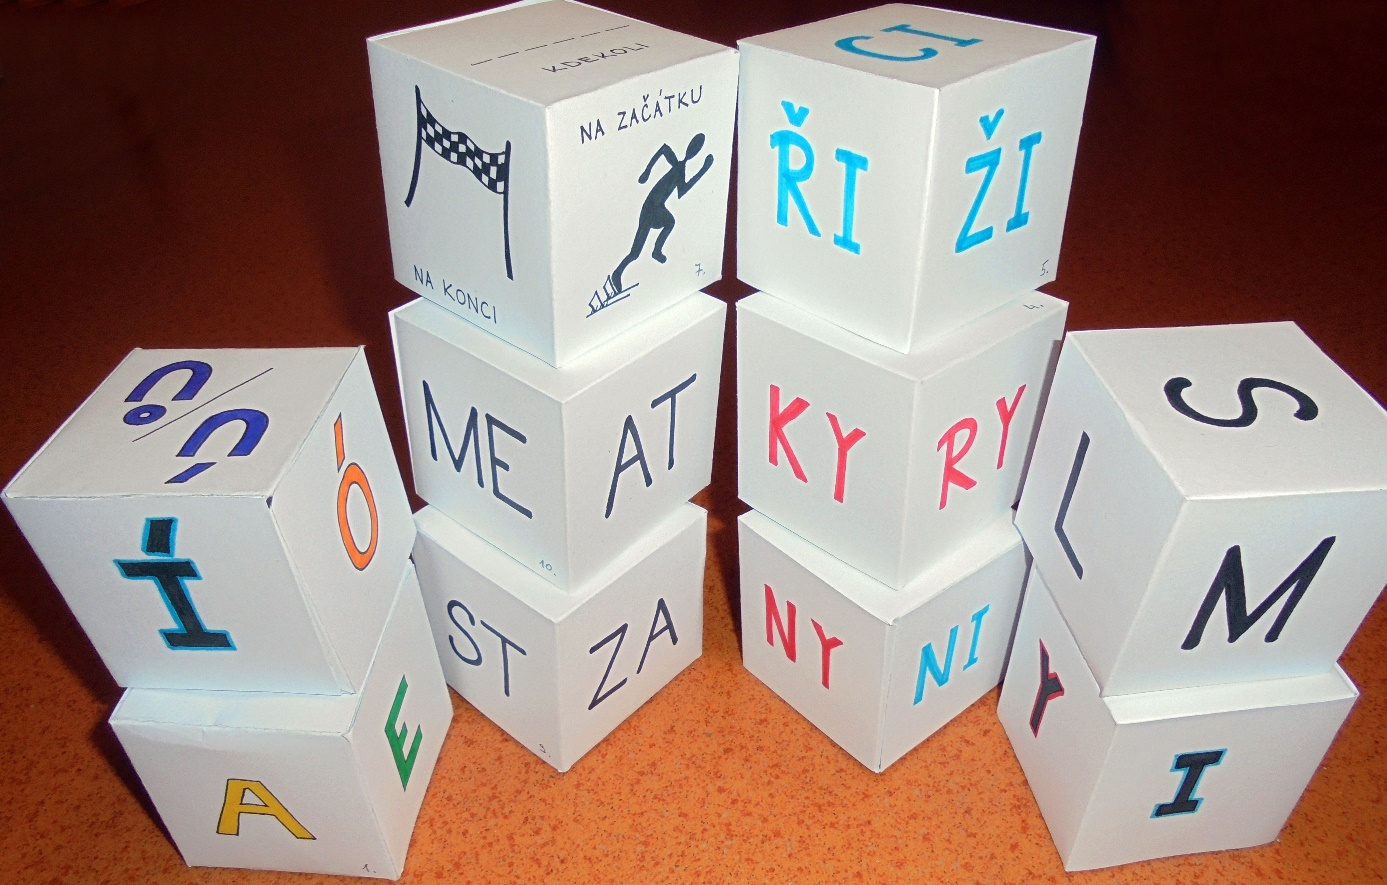 KDEKOLI
NA KONCI
NA ZAČÁTKU
7.
CI
ŘI
ŽI
5.
ME
AT
10.
KY
RY
4.
ST
ZA
9.
NY
NI
Ú/Ů
Í
Ó
A
E
1.
S
L
M
Y
I